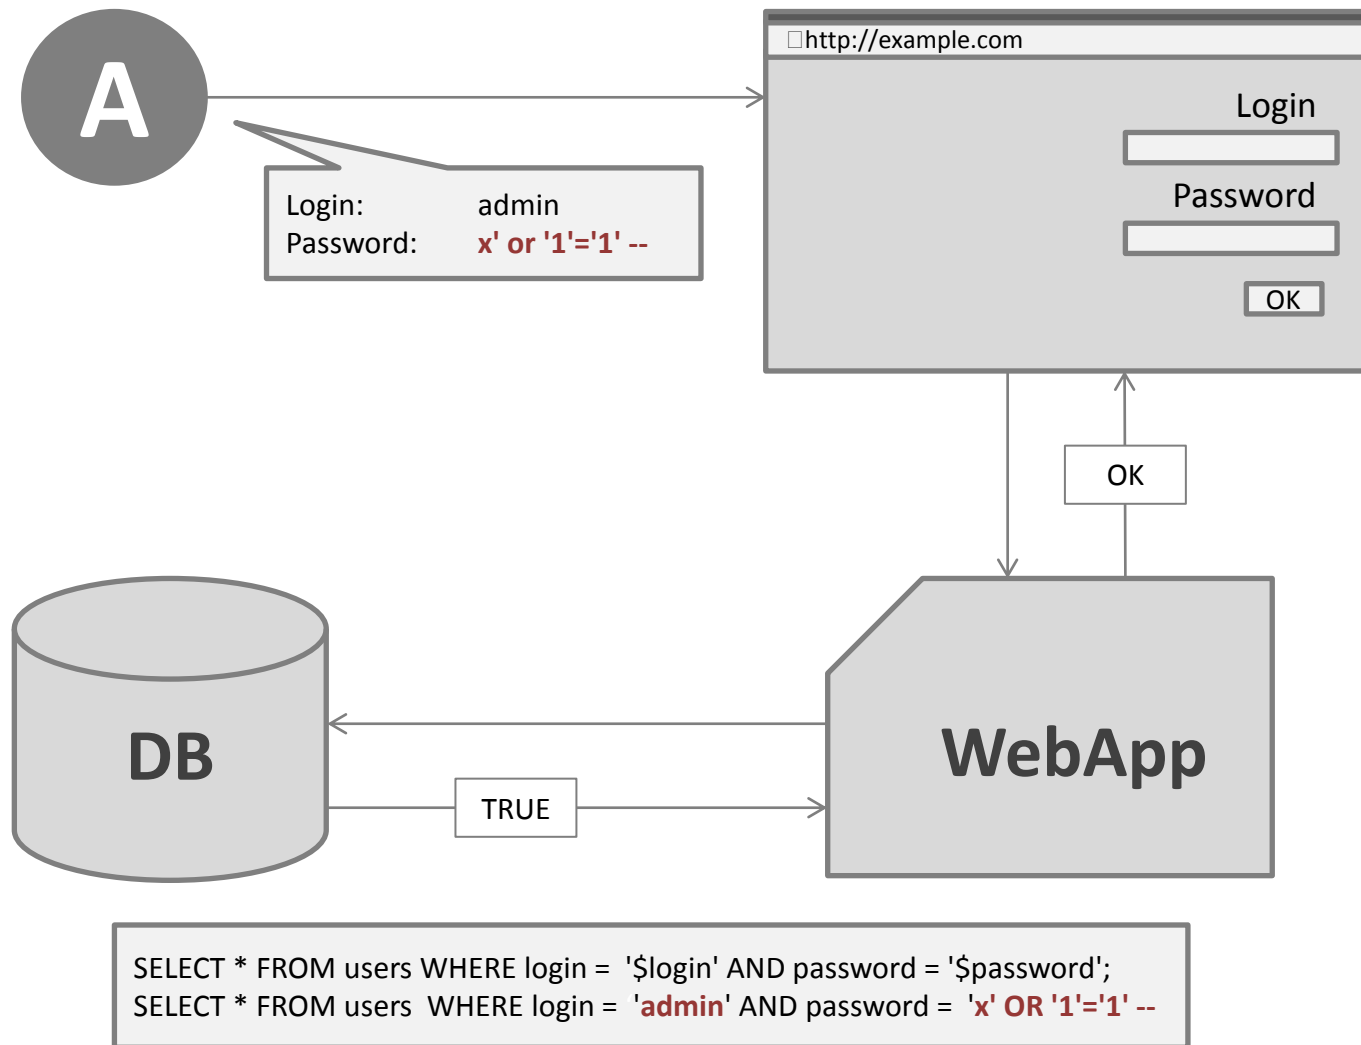 A
http://example.com
Login
Password
OK
Login: admin
Password: x' or '1'='1' --
OK
DB
WebApp
TRUE
SELECT * FROM users WHERE login = '$login' AND password = '$password';
SELECT * FROM users WHERE login = 'admin' AND password = 'x' OR '1'='1' --